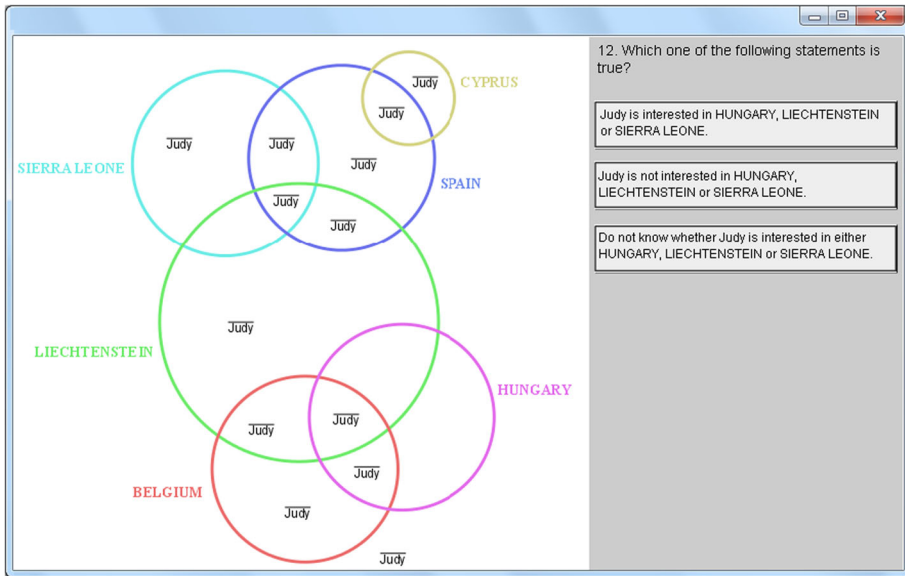 12. Which one of the following statements is
true?
Judy is interested in HUNGARY, LIECHTENSTEIN
or SIERRA LEONE.
Judy is not interested in HUNGARY,
LIECHTENSTEIN or SIERRA LEONE.
Do not know whether Judy is interested in either
HUNGARY, LIECHTENSTEIN or SIERRA LEONE.
Judy
CYPRUS
Judy
Judy
Judy
Judy
SIERRA LEONE
SPAIN
Judy
Judy
Judy
LIECHTENSTEIN
HUNGARY
Judy
Judy
Judy
BELGIUM
Judy
Judy